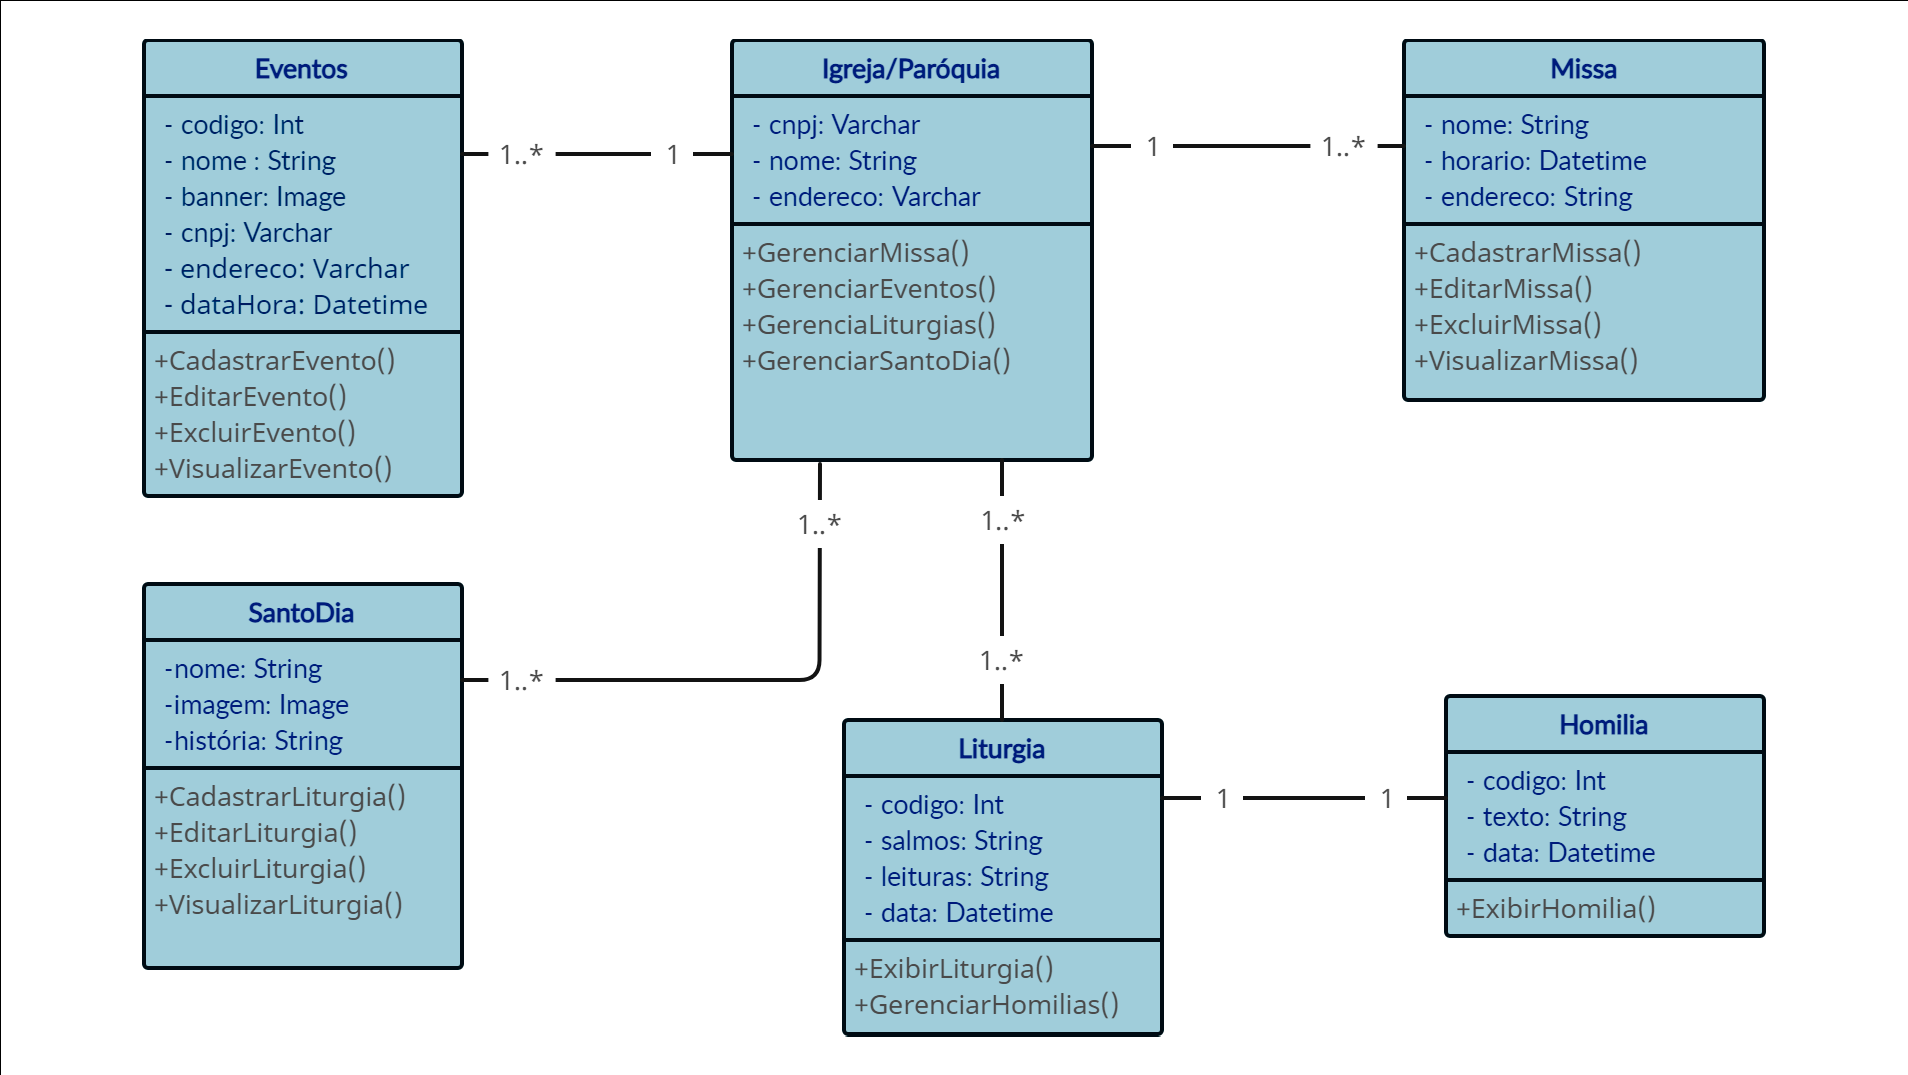 Eventos
- codigo: Int
- nome : String
- banner: Image
- cnpj: Varchar
- endereco: Varchar
- dataHora: Datetime
+CadastrarEvento()
+EditarEvento()
+ExcluirEvento()
+VisualizarEvento()
1..*
1
Igreja/Paróquia
- cnpj: Varchar
- nome: String
- endereco: Varchar
+GerenciarMissa()
+GerenciarEventos()
+GerenciaLiturgias()
+GerenciarSantoDia()
1
1..*
Missa
- nome: String
- horario: Datetime
- endereco: String
+CadastrarMissa()
+EditarMissa()
+ExcluirMissa()
+VisualizarMissa()
1..*
1..*
SantoDia
-nome: String
-imagem: Image
-história: String
+CadastrarLiturgia()
+EditarLiturgia()
+ExcluirLiturgia()
+VisualizarLiturgia()
1..*
1..*
Liturgia
- codigo: Int
- salmos: String
- leituras: String
- data: Datetime
+ExibirLiturgia()
+GerenciarHomilias()
1
1
Homilia
- codigo: Int
- texto: String
- data: Datetime
+ExibirHomilia()